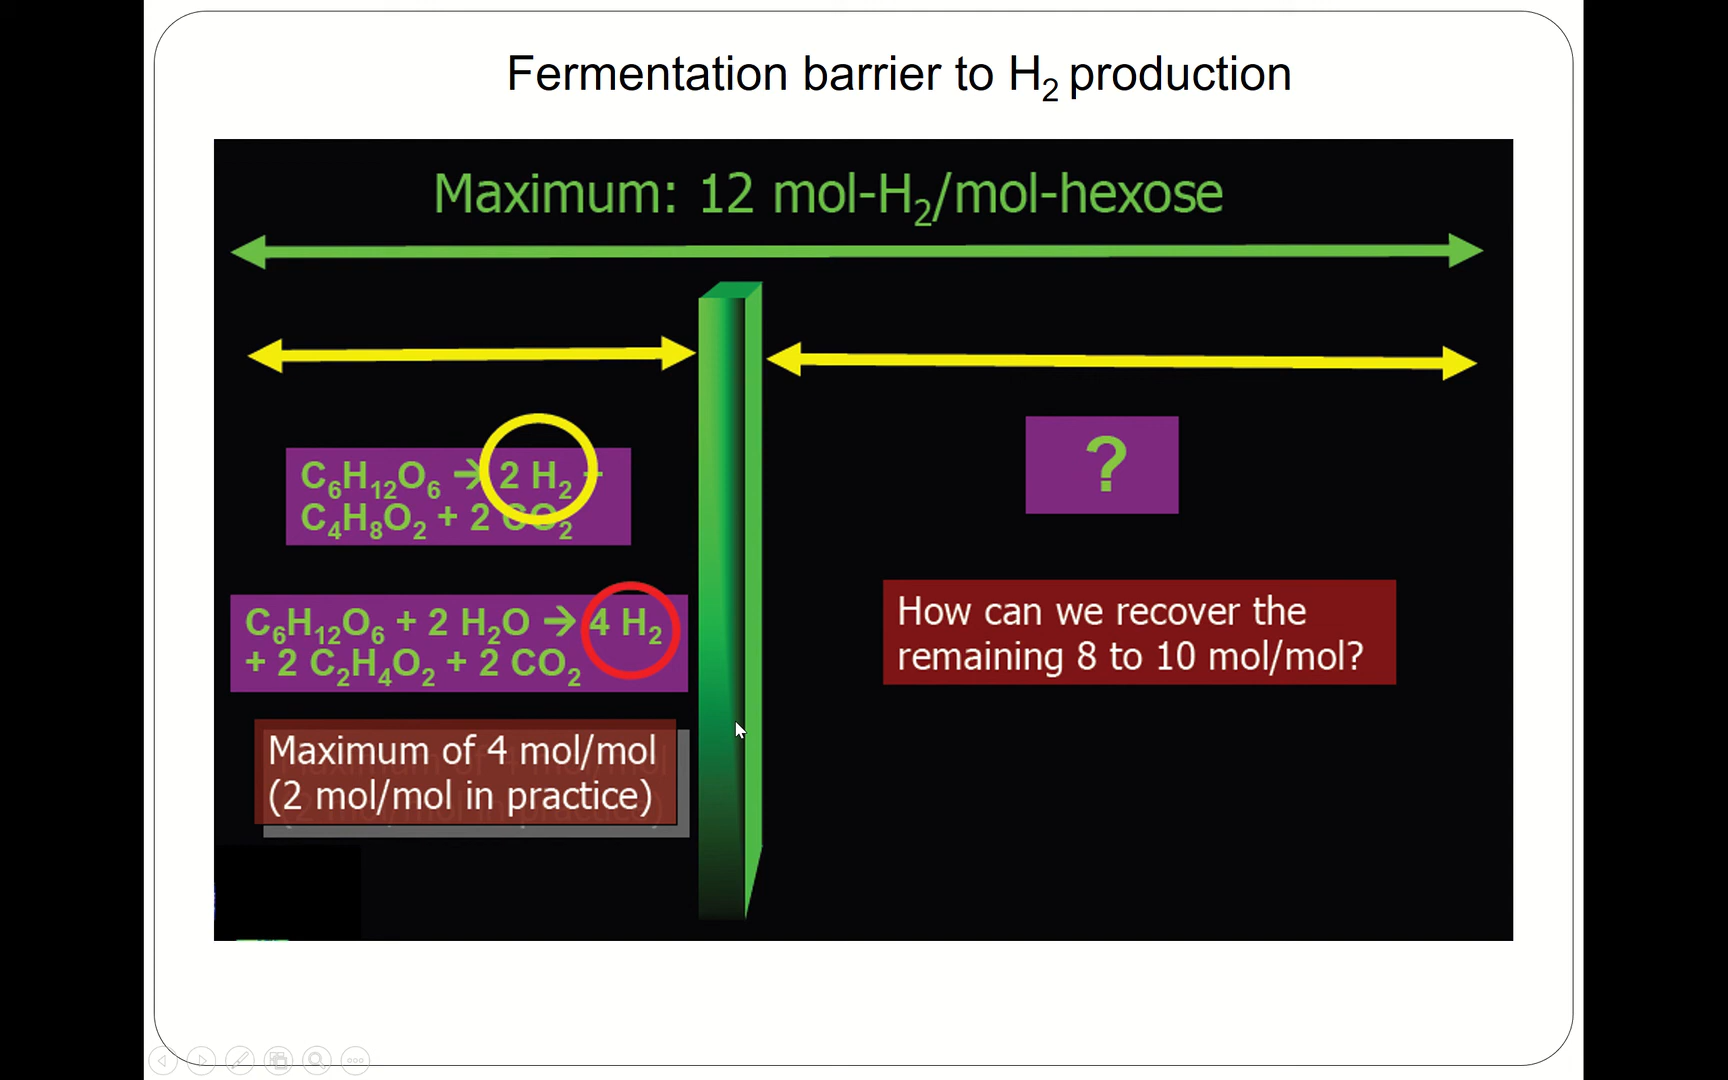 Fermentation barrier to H₂ production
Maximum: 12 mol-H₂/mol-hexose
C₆H₁₂O₆ → 2 H₂ +
C₄H₈O₂ + 2 CO₂
?
C₆H₁₂O₆ + 2 H₂O → 4 H₂
+ 2 C₂H₄O₂ + 2 CO₂
How can we recover the
remaining 8 to 10 mol/mol?
Maximum of 4 mol/mol
(2 mol/mol in practice)